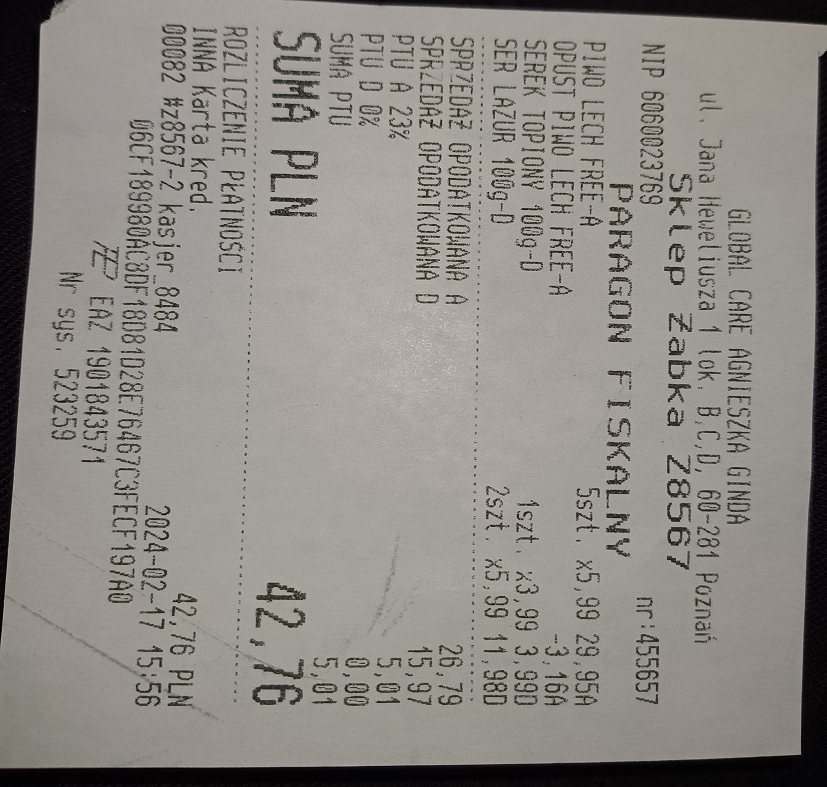 GLOBAL CARE AGNIESZKA GINDA
ul. Jana Heweliusza 1 lok. B,C,D, 60-281 Poznań
Sklep Żabka Z8567
NIP 6060023769 nr:455657
PARAGON FISKALNY
PIWO LECH FREE-A 5szt. x5,99 29,95A
OPUST PIWO LECH FREE-A -3,16A
SEREK TOPIONY 100g-D 1szt. x3,99 3,99D
SER LAZUR 100g-D 2szt. x5,99 11,98D
SPRZEDAŻ OPODATKOWANA A 26,79
SPRZEDAŻ OPODATKOWANA D 15,97
PTU A 23% 5,01
PTU D 0% 0,00
SUMA PTU 5,01
SUMA PLN 42,76
ROZLICZENIE PŁATNOŚCI
INNA Karta kred. 42,76 PLN
00082 #z8567-2 kasjer 8484 2024-02-17 15:56
06CF189980AC8DF18D81D28E76467C3FECF197A0
EAZ 1901843571
Nr sys. 523259